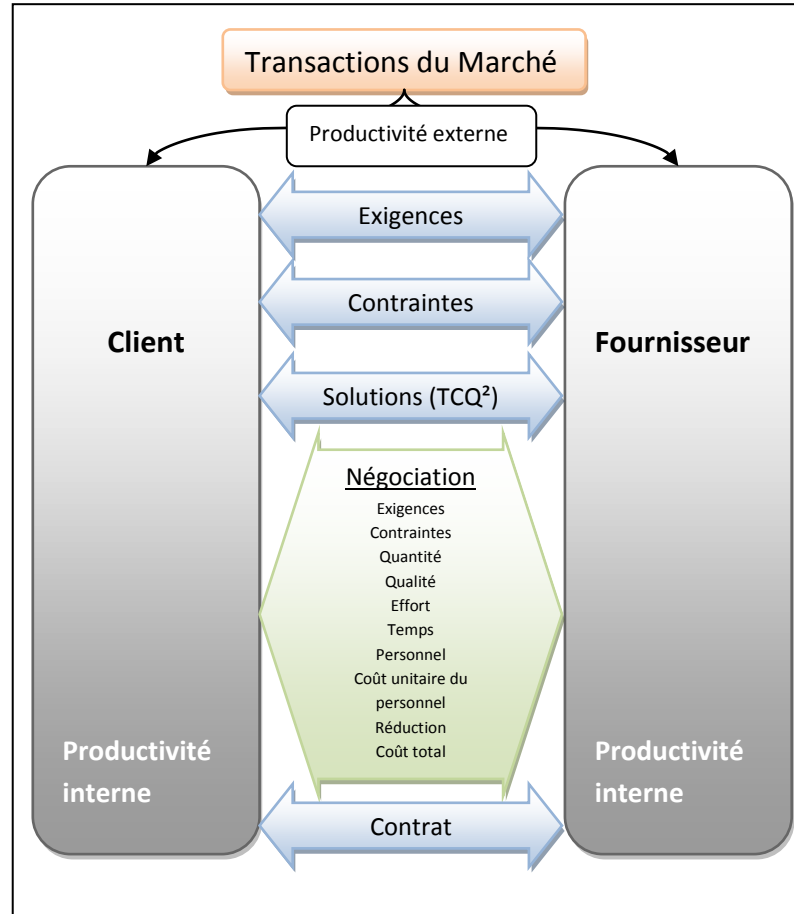 Transactions du Marché
Productivité externe
Exigences
Contraintes
Client
Fournisseur
Solutions (TCQ²)
Négociation
Exigences
Contraintes
Quantité
Qualité
Effort
Temps
Personnel
Coût unitaire du
personnel
Réduction
Coût total
Productivité
interne
Productivité
interne
Contrat